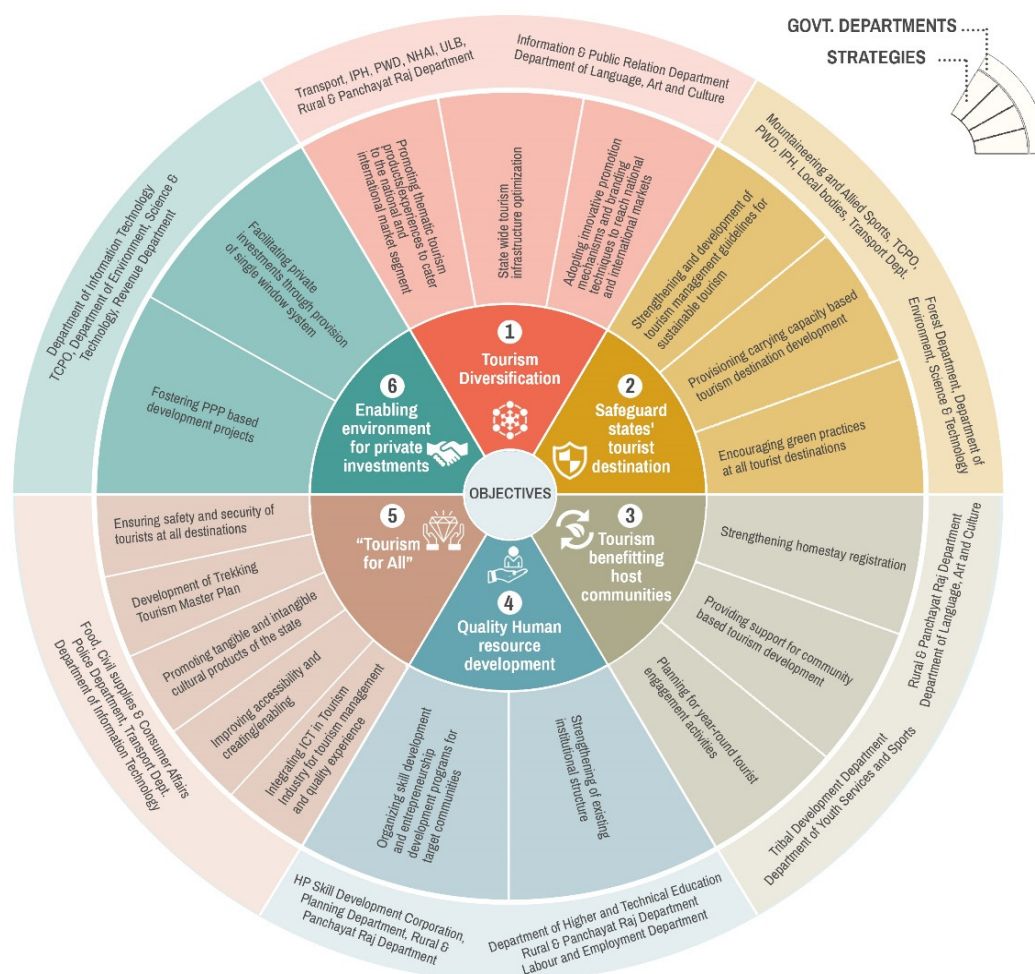 GOVT. DEPARTMENTS
STRATEGIES
OBJECTIVES
1
Tourism
Diversification
Promoting thematic tourism
products/experiences to cater
to the national and
international market segment
State wide tourism
infrastructure optimization
Adopting innovative promotion
mechanisms and branding
techniques to reach national
and international markets
Transport, IPH, PWD, NHAI, ULB,
Rural & Panchayat Raj Department
Information & Public Relation Department
Department of Language, Art and Culture
2
Safeguard
states'
tourist
destination
Strengthening and development of
tourism management guidelines for
sustainable tourism
Provisioning carrying capacity based
tourism destination development
Encouraging green practices
at all tourist destinations
Mountaineering and Allied Sports, TCPO,
PWD, IPH, Local bodies, Transport Dept.
Forest Department, Department of
Environment, Science & Technology
3
Tourism
benefitting
host
communities
Strengthening homestay registration
Providing support for community
based tourism development
Planning for year-round tourist
engagement activities
Rural & Panchayat Raj Department
Department of Language, Art and Culture
Tribal Development Department
Department of Youth Services and Sports
4
Quality Human
resource
development
Strengthening of existing
institutional structure
Organizing skill development
and entrepreneurship
development programs for
target communities
Department of Higher and Technical Education
Rural & Panchayat Raj Department
Labour and Employment Department
HP Skill Development Corporation,
Planning Department, Rural &
Panchayat Raj Department
5
“Tourism
for All”
Ensuring safety and security of
tourists at all destinations
Development of Trekking
Tourism Master Plan
Promoting tangible and intangible
cultural products of the state
Improving accessibility and
creating/enabling
Integrating ICT in Tourism
Industry for tourism management
and quality experience
Food, Civil supplies & Consumer Affairs
Police Department, Transport Dept.
Department of Information Technology
6
Enabling
environment
for private
investments
Fostering PPP based
development projects
Facilitating private
investments through provision
of single window system
Department of Information Technology
TCPO, Department of Environment, Science &
Technology, Revenue Department